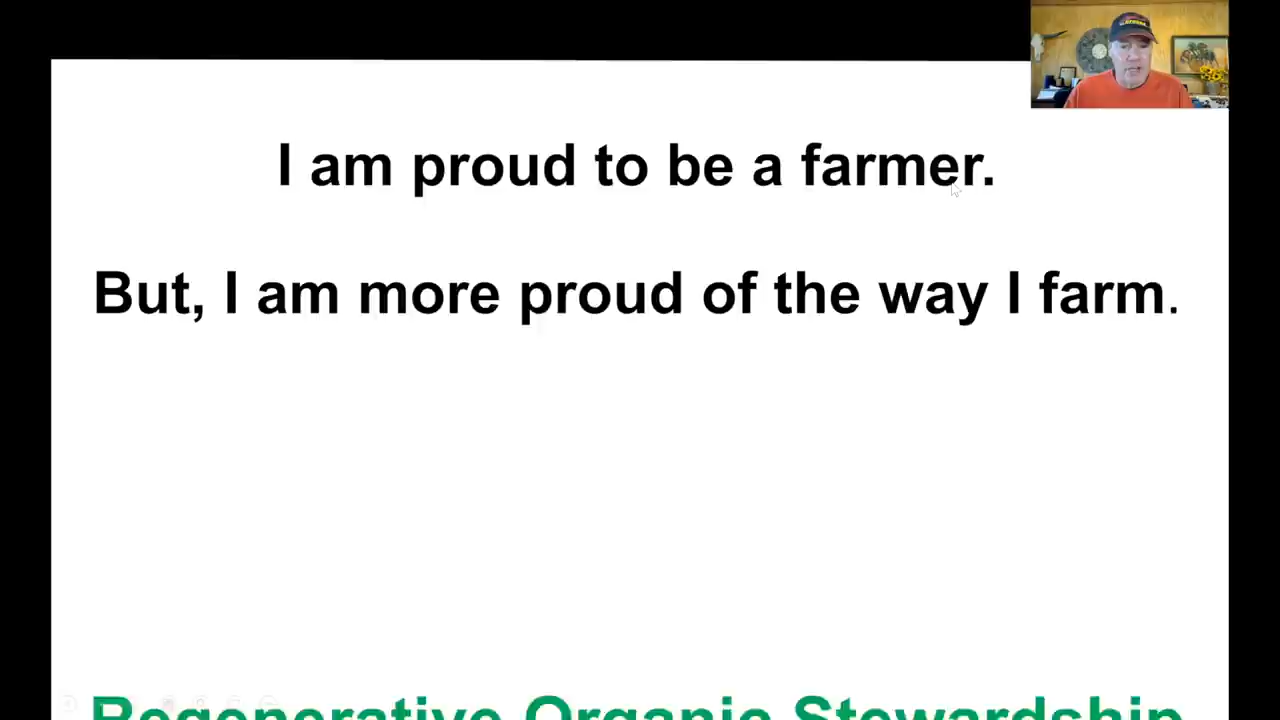 I am proud to be a farmer.
But, I am more proud of the way I farm.
Regenerative Organic Stewardship